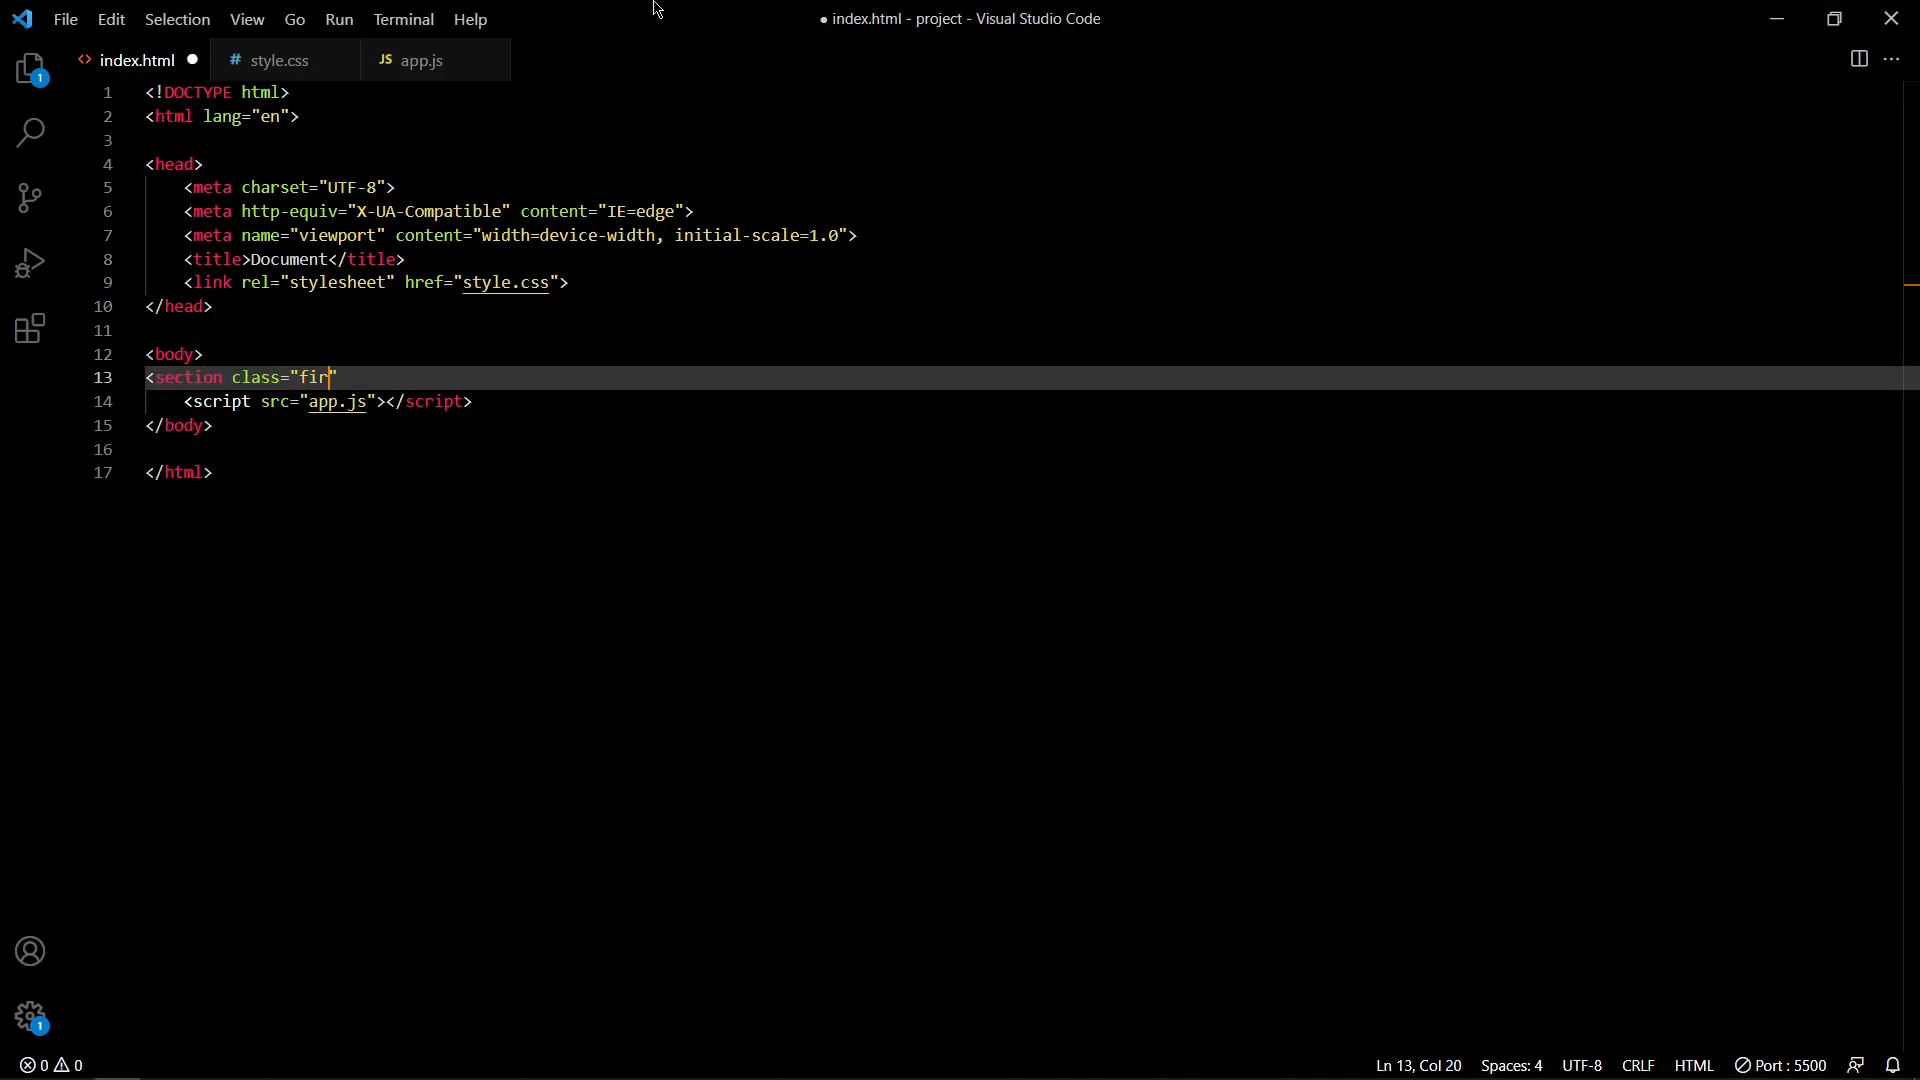 File Edit Selection View Go Run Terminal Help
● index.html - project - Visual Studio Code
<> index.html ● # style.css JS app.js
1
1 <!DOCTYPE html>
2 <html lang="en">
3
4 <head>
5 <meta charset="UTF-8">
6 <meta http-equiv="X-UA-Compatible" content="IE=edge">
7 <meta name="viewport" content="width=device-width, initial-scale=1.0">
8 <title>Document</title>
9 <link rel="stylesheet" href="style.css">
10 </head>
11
12 <body>
13 <section class="fir"
14 <script src="app.js"></script>
15 </body>
16
17 </html>
1
0 0 Ln 13, Col 20 Spaces: 4 UTF-8 CRLF HTML Port : 5500